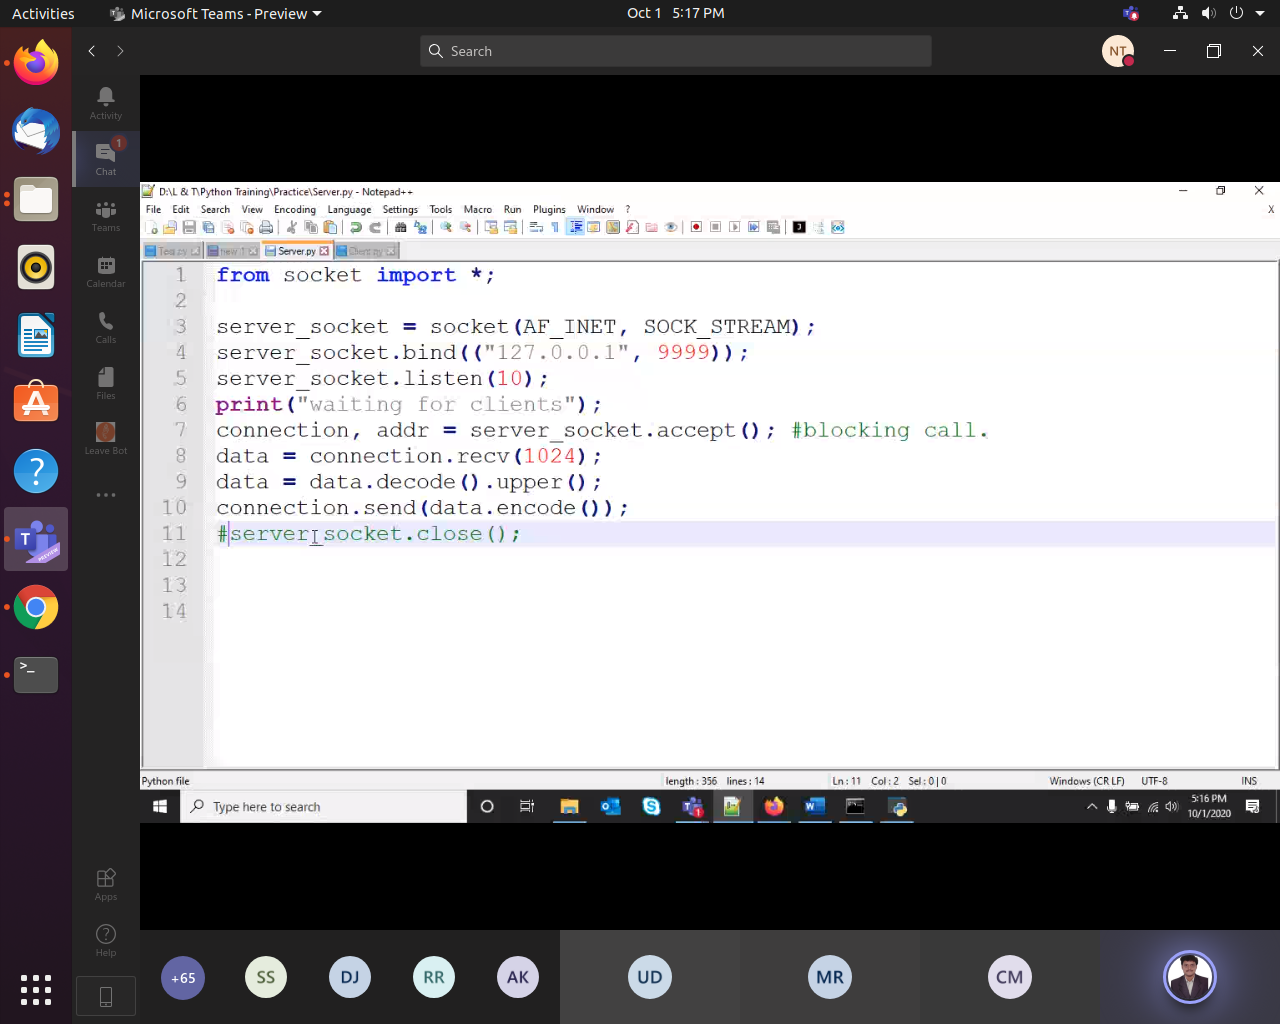 Activities
Microsoft Teams - Preview
Oct 1 5:17 PM
Search
NT
Activity
1
Chat
Teams
Calendar
Calls
Files
Leave Bot
D:\L & T\Python Training\Practice\Server.py - Notepad++
File Edit Search View Encoding Language Settings Tools Macro Run Plugins Window ? X
Test.py new 1 Server.py Client.py
1 from socket import *;
2
3 server_socket = socket(AF_INET, SOCK_STREAM);
4 server_socket.bind(("127.0.0.1", 9999));
5 server_socket.listen(10);
6 print("waiting for clients");
7 connection, addr = server_socket.accept(); #blocking call.
8 data = connection.recv(1024);
9 data = data.decode().upper();
10 connection.send(data.encode());
11 #server_socket.close();
12
13
14
Python file length : 356 lines : 14 Ln : 11 Col : 2 Sel : 0 | 0 Windows (CR LF) UTF-8 INS
Type here to search
5:16 PM
10/1/2020
Apps
Help
+65 SS DJ RR AK UD MR CM